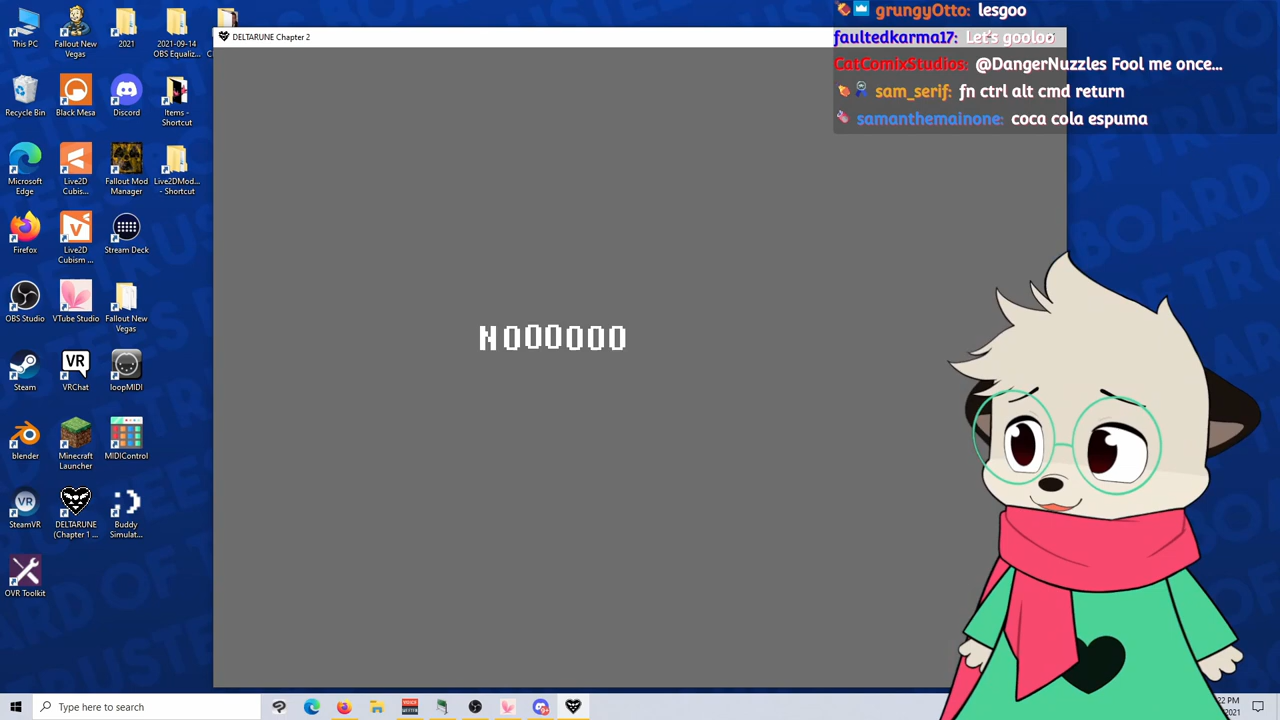 grungyOtto: lesgoo
faultedkarma17: Let's gooloo
CatComixStudios: @DangerNuzzles Fool me once...
sam_serif: fn ctrl alt cmd return
samanthemainone: coca cola espuma
DELTARUNE Chapter 2
NOOOOOO
This PC
Fallout New Vegas
2021
2021-09-14 OBS Equaliz...
Recycle Bin
Black Mesa
Discord
Items - Shortcut
Microsoft Edge
Live2D Cubis...
Fallout Mod Manager
Live2DMod... - Shortcut
Firefox
Live2D Cubism ...
Stream Deck
OBS Studio
VTube Studio
Fallout New Vegas
Steam
VRChat
loopMIDI
blender
Minecraft Launcher
MIDIControl
SteamVR
DELTARUNE (Chapter 1 ...
Buddy Simulat...
OVR Toolkit
Type here to search
22 PM
2021